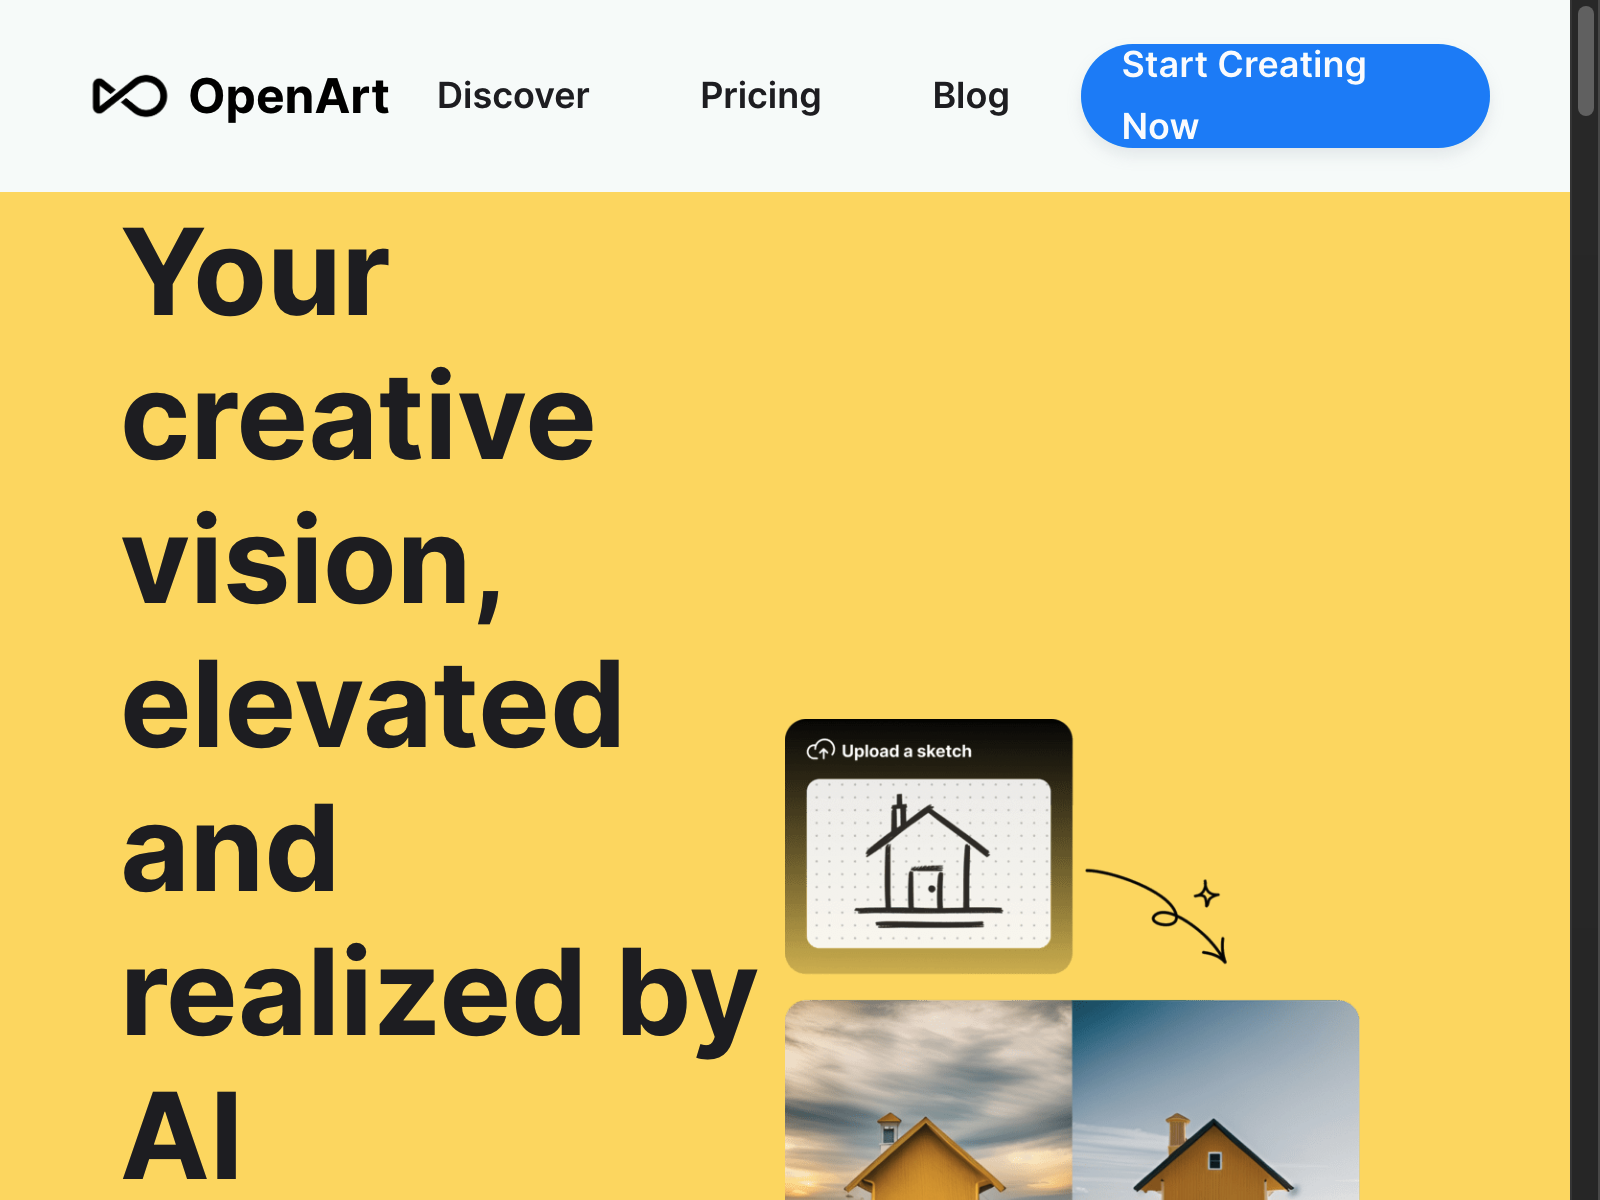 OpenArt
Discover
Pricing
Blog
Start Creating
Now
Your
creative
vision,
elevated
and
realized by
AI
Upload a sketch